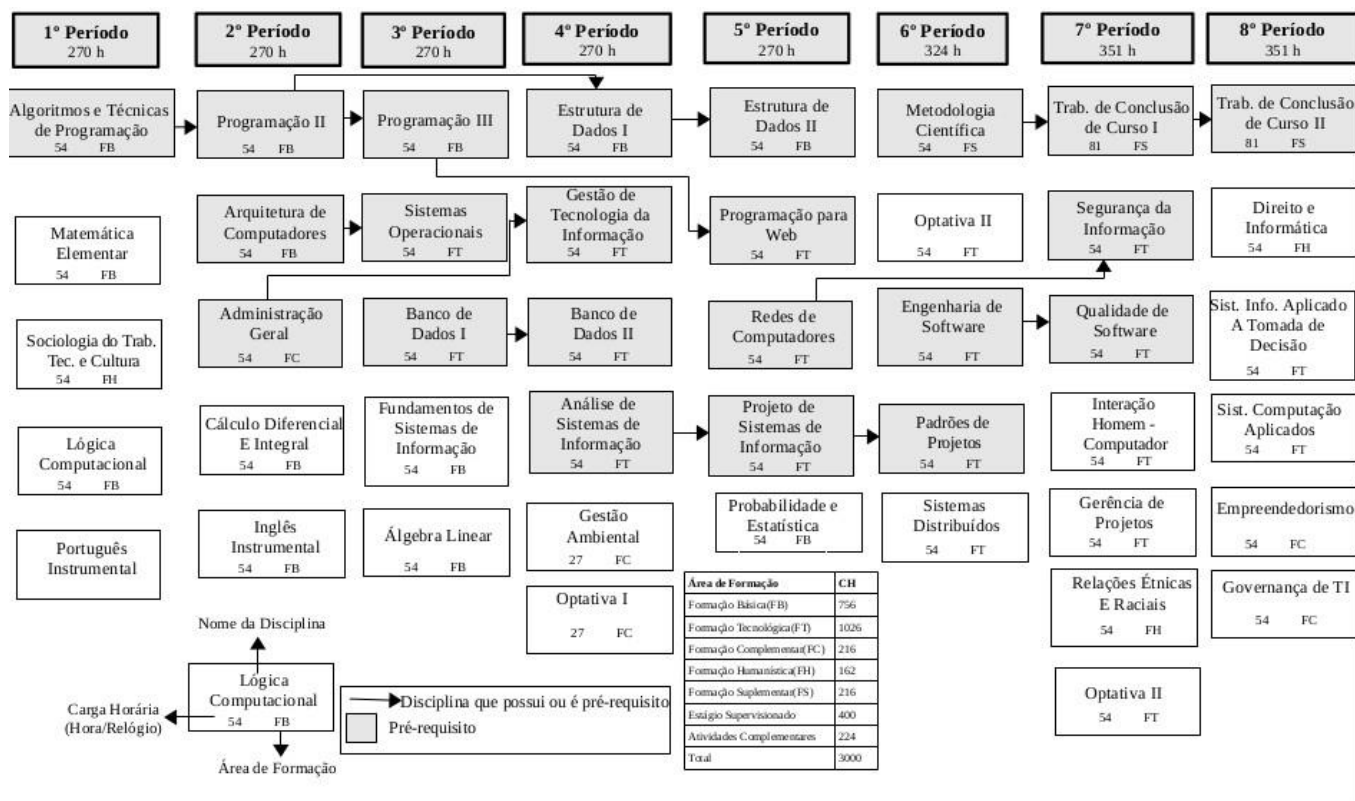 1º Período
270 h
2º Período
270 h
3º Período
270 h
4º Período
270 h
5º Período
270 h
6º Período
324 h
7º Período
351 h
8º Período
351 h
Algoritmos e Técnicas
de Programação
54 FB
Programação II
54 FB
Programação III
54 FB
Estrutura de
Dados I
54 FB
Estrutura de
Dados II
54 FB
Metodologia
Científica
54 FS
Trab. de Conclusão
de Curso I
81 FS
Trab. de Conclusão
de Curso II
81 FS
Matemática
Elementar
54 FB
Arquitetura de
Computadores
54 FB
Sistemas
Operacionais
54 FT
Gestão de
Tecnologia da
Informação
54 FT
Programação para
Web
54 FT
Optativa II
54 FT
Segurança da
Informação
54 FT
Direito e
Informática
54 FH
Sociologia do Trab.
Tec. e Cultura
54 FH
Administração
Geral
54 FC
Banco de
Dados I
54 FT
Banco de
Dados II
54 FT
Redes de
Computadores
54 FT
Engenharia de
Software
54 FT
Qualidade de
Software
54 FT
Sist. Info. Aplicado
A Tomada de
Decisão
54 FT
Lógica
Computacional
54 FB
Cálculo Diferencial
E Integral
54 FB
Fundamentos de
Sistemas de
Informação
54 FB
Análise de
Sistemas de
Informação
54 FT
Projeto de
Sistemas de
Informação
54 FT
Padrões de
Projetos
54 FT
Interação
Homem -
Computador
54 FT
Sist. Computação
Aplicados
54 FT
Português
Instrumental
Inglês
Instrumental
54 FB
Álgebra Linear
54 FB
Gestão
Ambiental
27 FC
Probabilidade e
Estatística
54 FB
Sistemas
Distribuídos
54 FT
Gerência de
Projetos
54 FT
Empreendedorismo
54 FC
Optativa I
27 FC
Relações Étnicas
E Raciais
54 FH
Governança de TI
54 FC
Optativa II
54 FT
Área de Formação CH
Formação Básica(FB) 756
Formação Tecnológica(FT) 1026
Formação Complementar(FC) 216
Formação Humanística(FH) 162
Formação Suplementar(FS) 216
Estágio Supervisionado 400
Atividades Complementares 224
Total 3000
Nome da Disciplina
Lógica
Computacional
54 FB
Carga Horária
(Hora/Relógio)
Área de Formação
Disciplina que possui ou é pré-requisito
Pré-requisito